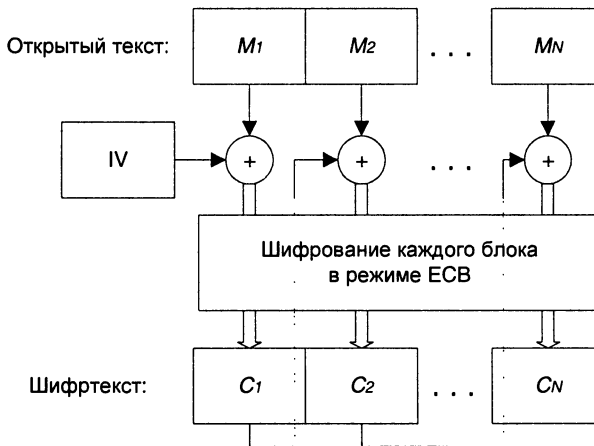 Открытый текст: M1 M2 . . . MN
IV + + . . . +
Шифрование каждого блока
в режиме ECB
Шифртекст: C1 C2 . . . CN